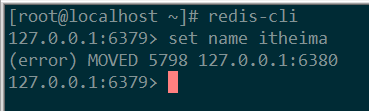 [root@localhost ~]# redis-cli
127.0.0.1:6379> set name itheima
(error) MOVED 5798 127.0.0.1:6380
127.0.0.1:6379>